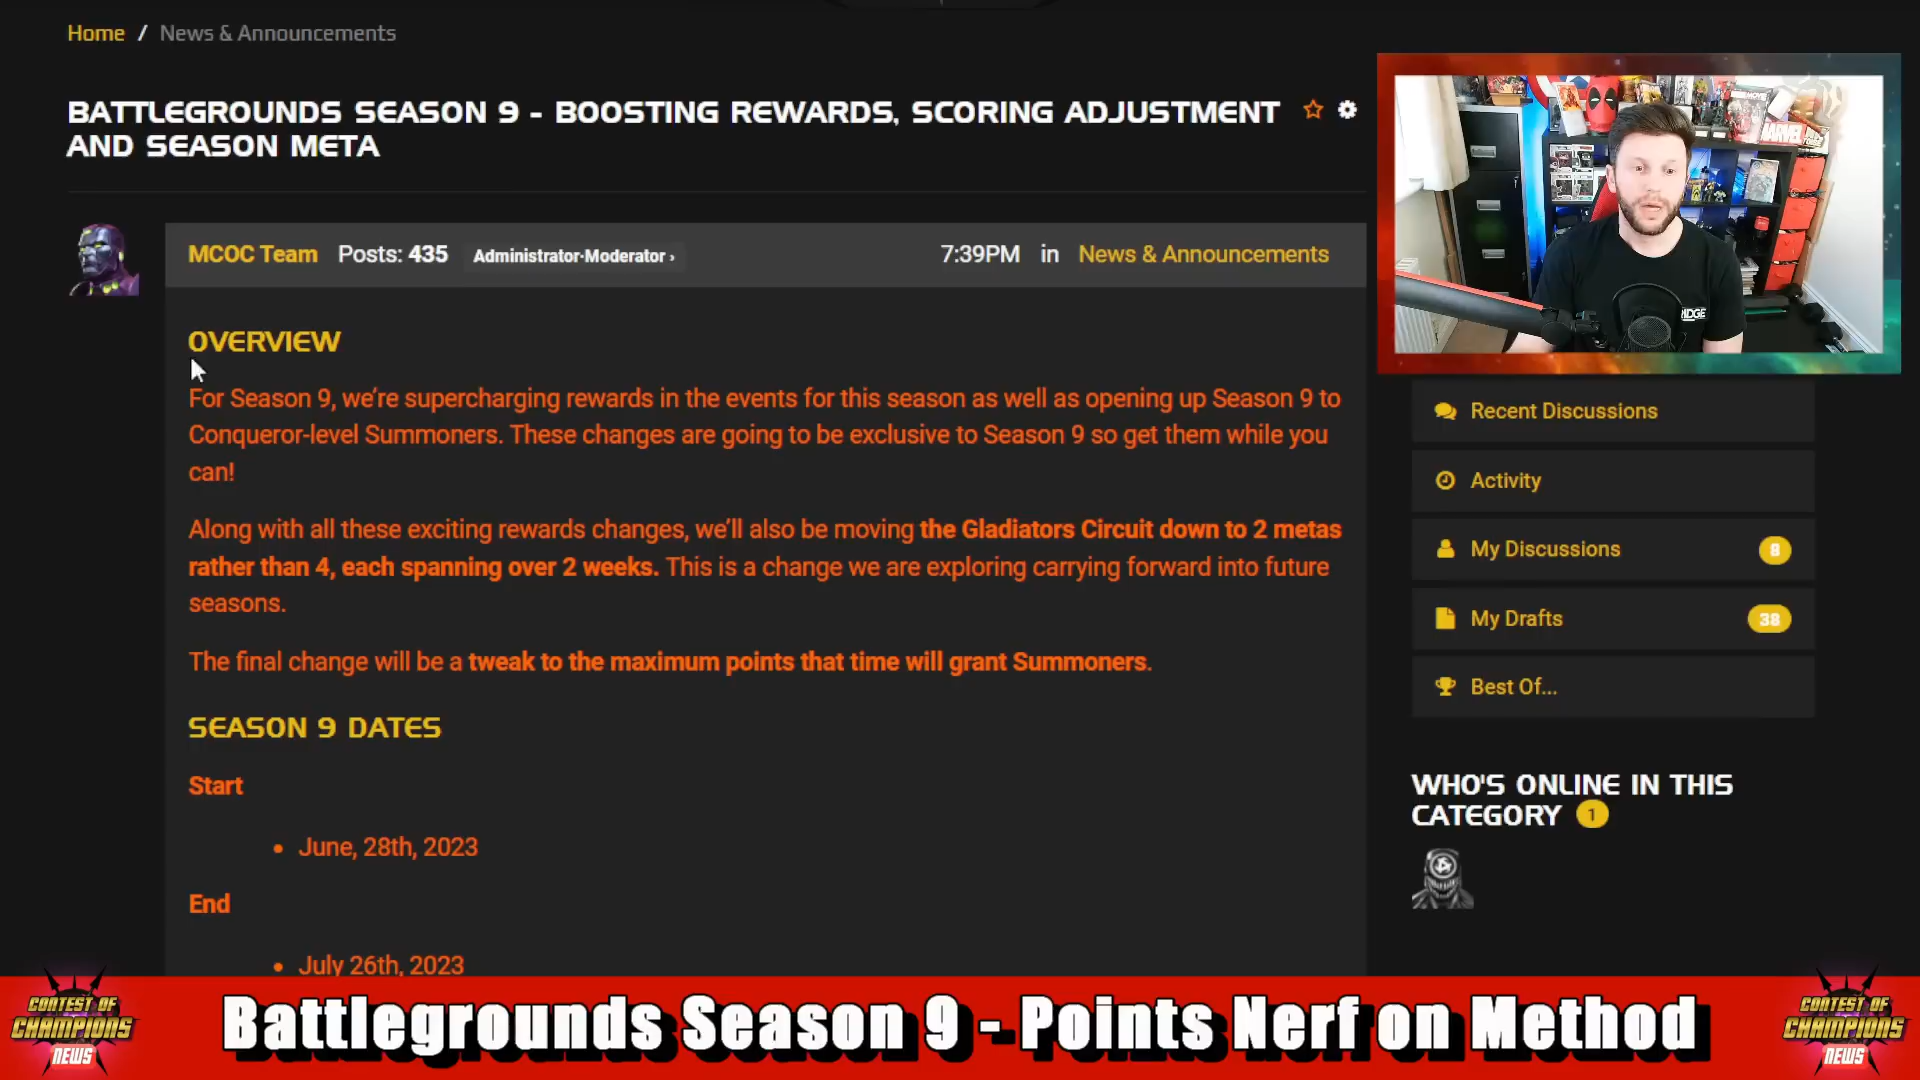 Home / News & Announcements
BATTLEGROUNDS SEASON 9 - BOOSTING REWARDS, SCORING ADJUSTMENT
AND SEASON META
MCOC Team Posts: 435 Administrator-Moderator › 7:39PM in News & Announcements
OVERVIEW
For Season 9, we're supercharging rewards in the events for this season as well as opening up Season 9 to
Conqueror-level Summoners. These changes are going to be exclusive to Season 9 so get them while you
can!
Along with all these exciting rewards changes, we'll also be moving the Gladiators Circuit down to 2 metas
rather than 4, each spanning over 2 weeks. This is a change we are exploring carrying forward into future
seasons.
The final change will be a tweak to the maximum points that time will grant Summoners.
SEASON 9 DATES
Start
• June, 28th, 2023
End
• July 26th, 2023
MARVEL
Recent Discussions
Activity
My Discussions 8
My Drafts 38
Best Of...
WHO'S ONLINE IN THIS
CATEGORY 1
CONTEST OF
CHAMPIONS
NEWS
Battlegrounds Season 9 - Points Nerf on Method
CONTEST OF
CHAMPIONS
NEWS